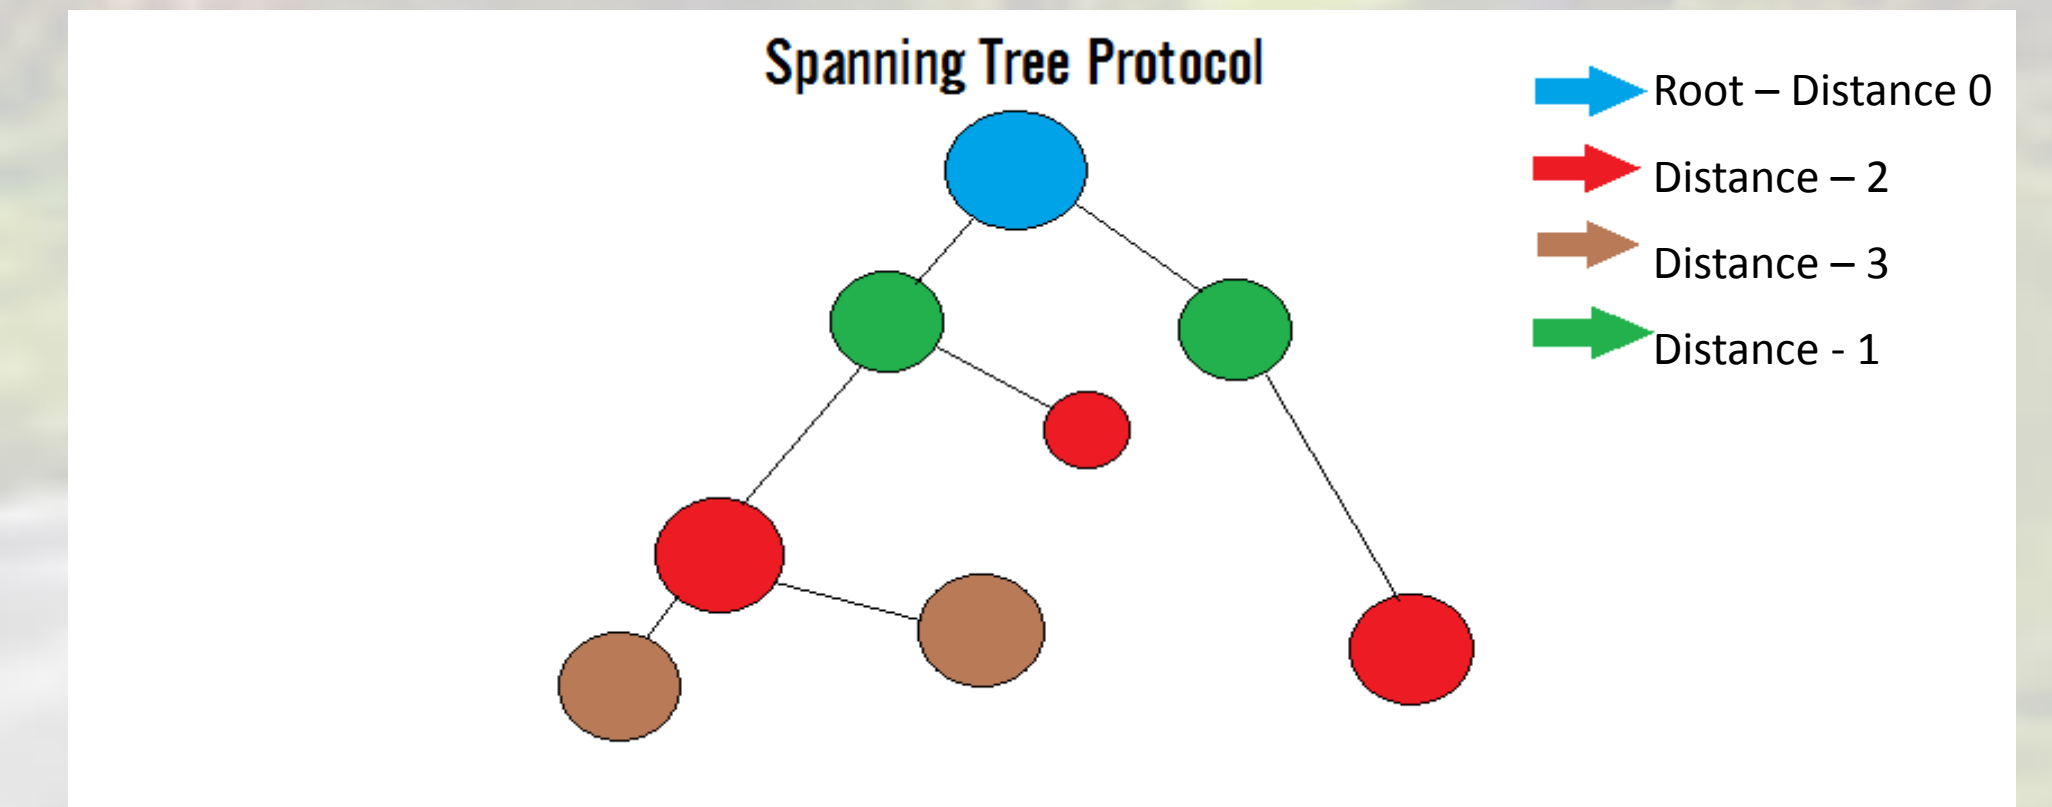 Spanning Tree Protocol
Root – Distance 0
Distance – 2
Distance – 3
Distance - 1